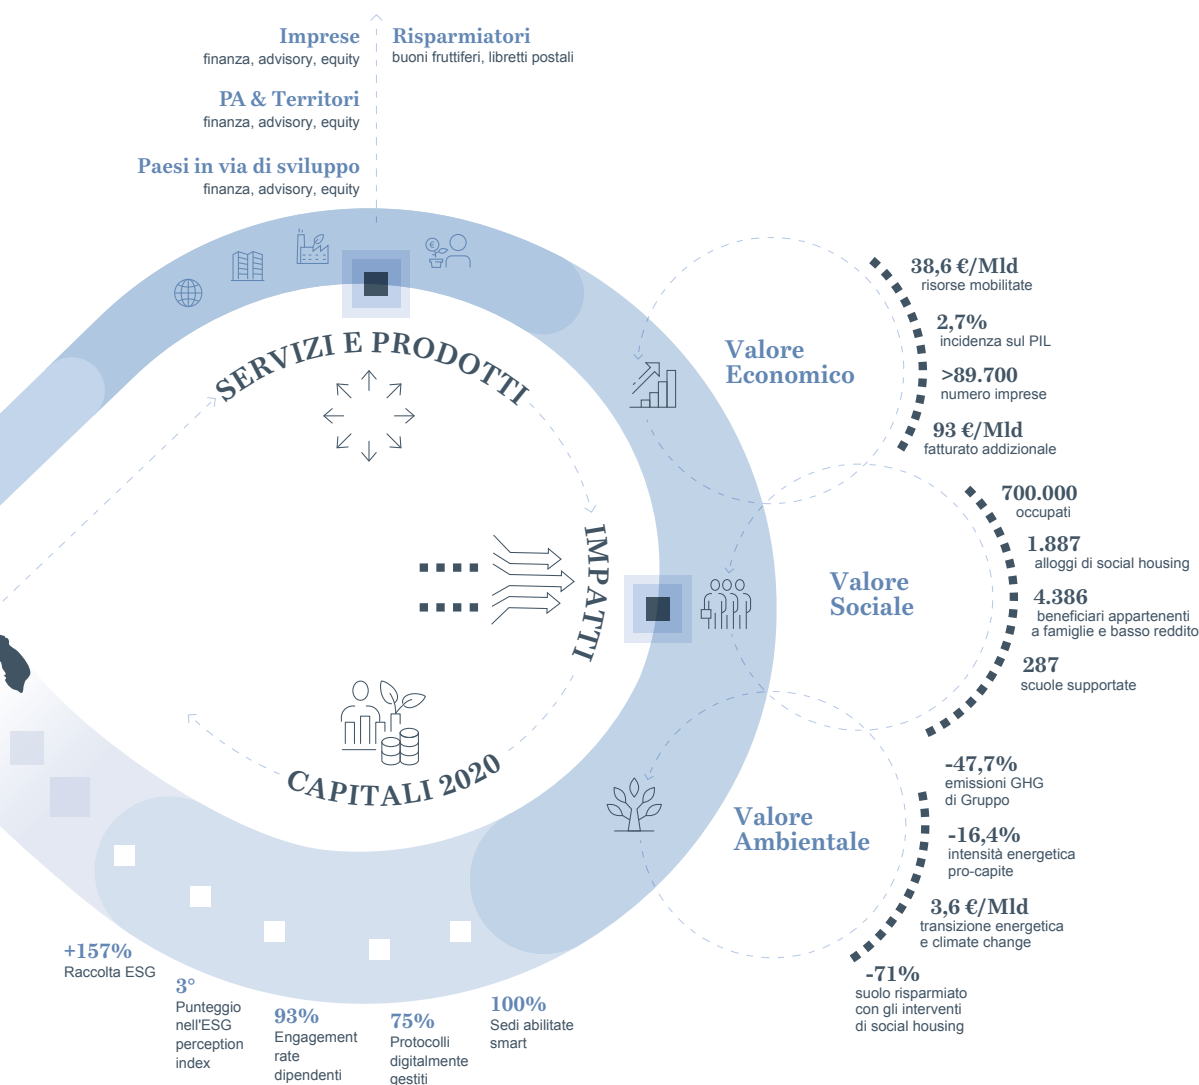 Imprese
finanza, advisory, equity
PA & Territori
finanza, advisory, equity
Paesi in via di sviluppo
finanza, advisory, equity
Risparmiatori
buoni fruttiferi, libretti postali
€
SERVIZI E PRODOTTI
IMPATTI
CAPITALI 2020
Valore
Economico
38,6 €/Mld
risorse mobilitate
2,7%
incidenza sul PIL
>89.700
numero imprese
93 €/Mld
fatturato addizionale
Valore
Sociale
700.000
occupati
1.887
alloggi di social housing
4.386
beneficiari appartenenti
a famiglie e basso reddito
287
scuole supportate
Valore
Ambientale
-47,7%
emissioni GHG
di Gruppo
-16,4%
intensità energetica
pro-capite
3,6 €/Mld
transizione energetica
e climate change
-71%
suolo risparmiato
con gli interventi
di social housing
+157%
Raccolta ESG
3°
Punteggio
nell'ESG
perception
index
93%
Engagement
rate
dipendenti
75%
Protocolli
digitalmente
gestiti
100%
Sedi abilitate
smart